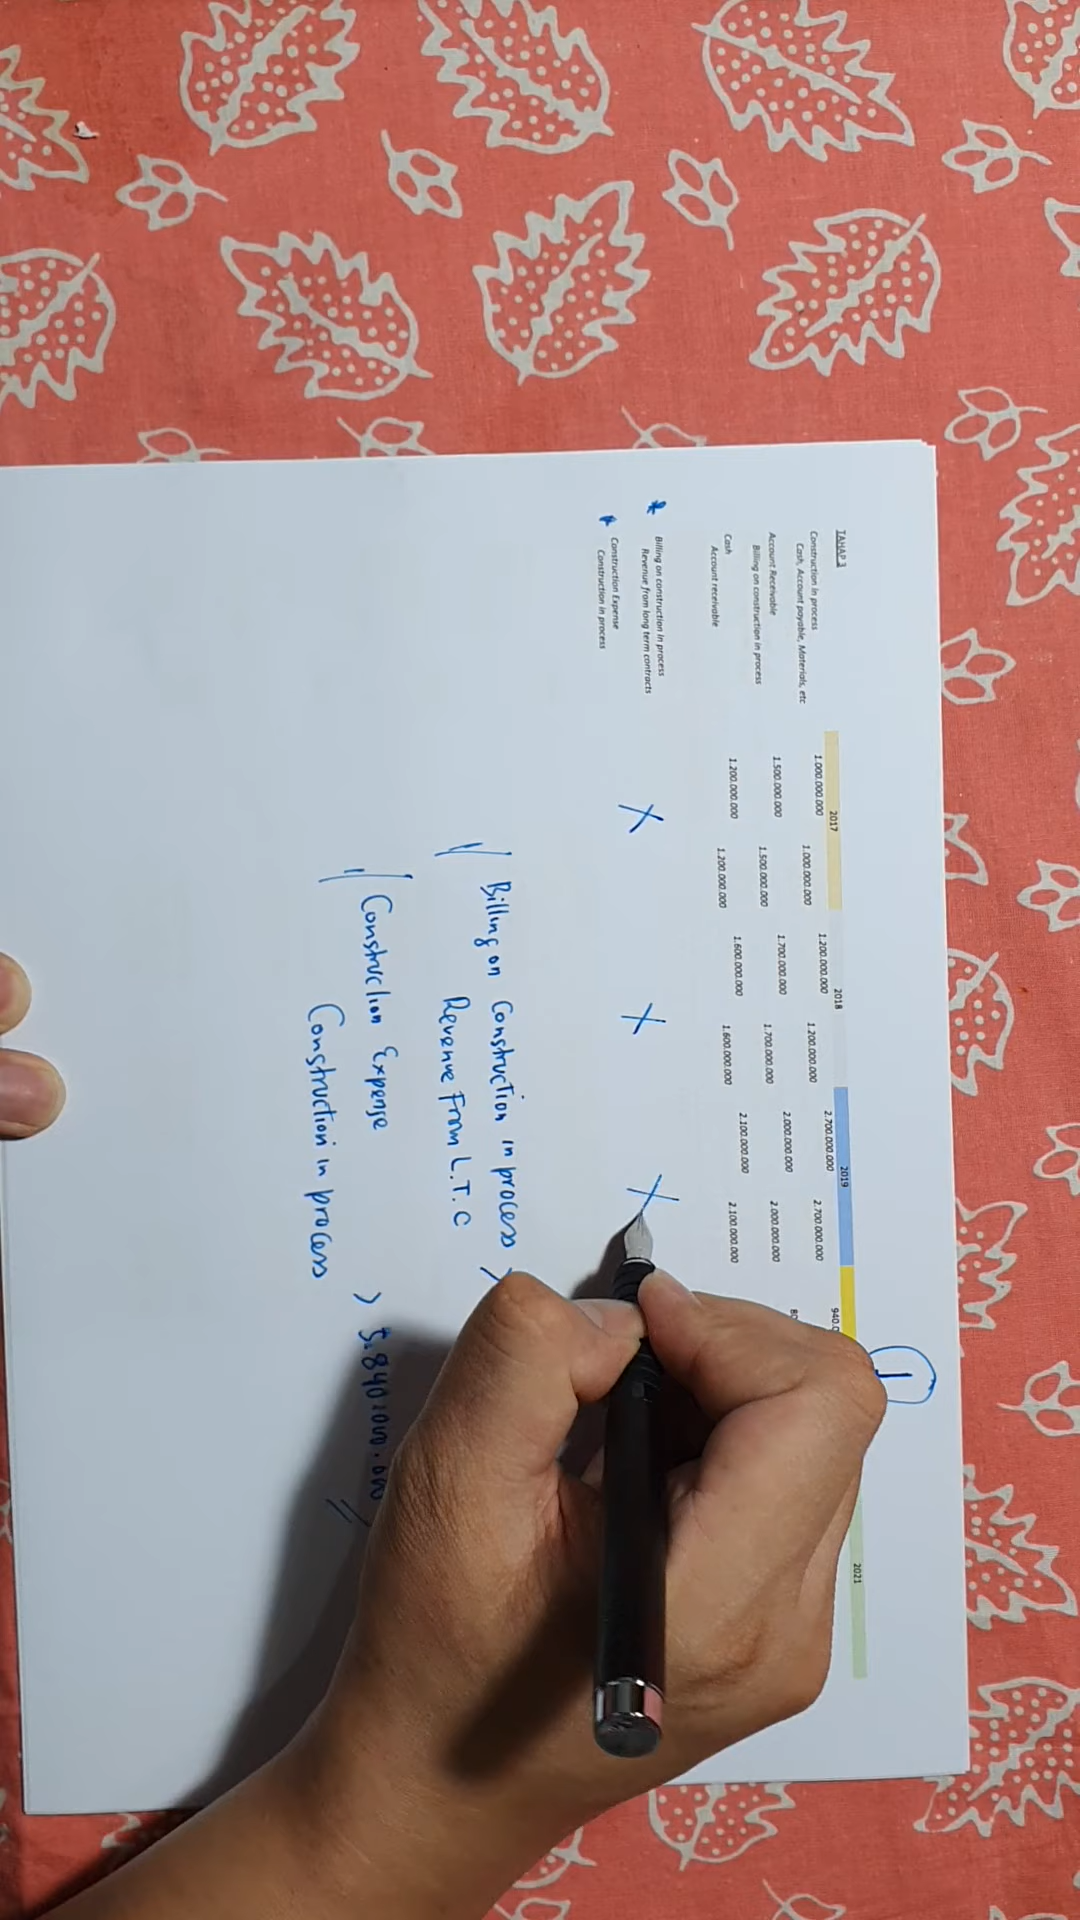 TAHAP 3
2017 2018 2019 2021
Construction in process 1.000.000.000 1.200.000.000 2.700.000.000
Cash, Account payable, Materials, etc 1.000.000.000 1.200.000.000 2.700.000.000
Account Receivable 1.500.000.000 1.700.000.000 2.000.000.000
Billing on construction in process 1.500.000.000 1.700.000.000 2.000.000.000
Cash 1.200.000.000 1.600.000.000 2.100.000.000
Account receivable 1.200.000.000 1.600.000.000 2.100.000.000
* Billing on construction in process
Revenue from long term contracts
X X X
* Construction Expense
Construction in process
// Billing on Construction in process >
Revenue From L.T.C
// Construction Expense > 5.840.000.000 //
Construction in process